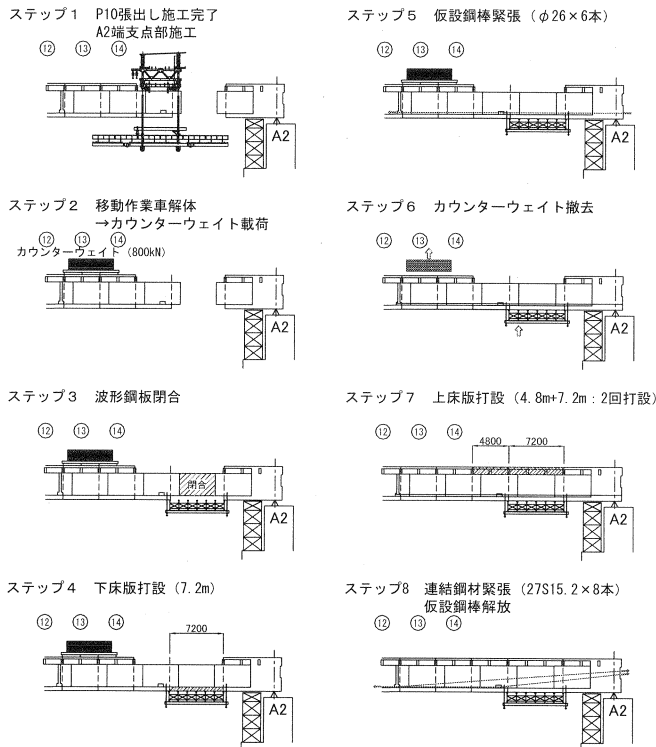 ステップ1 P10張出し施工完了
A2端支点部施工
⑫ ⑬ ⑭
A2
ステップ2 移動作業車解体
→カウンターウェイト載荷
⑫ ⑬ ⑭
カウンターウェイト (800kN)
A2
ステップ3 波形鋼板閉合
⑫ ⑬ ⑭
閉合
A2
ステップ4 下床版打設 (7.2m)
⑫ ⑬ ⑭
7200
A2
ステップ5 仮設鋼棒緊張 (φ26×6本)
⑫ ⑬ ⑭
A2
ステップ6 カウンターウェイト撤去
⑫ ⑬ ⑭
A2
ステップ7 上床版打設 (4.8m+7.2m:2回打設)
⑫ ⑬ ⑭
4800 7200
A2
ステップ8 連結鋼材緊張 (27S15.2×8本)
仮設鋼棒解放
⑫ ⑬ ⑭
A2